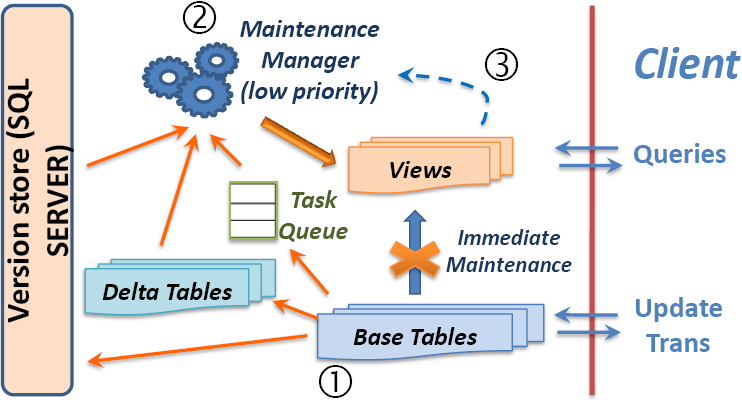 Version store (SQL
SERVER)
②
Maintenance
Manager
(low priority)
③
Client
Views
Queries
Task
Queue
Immediate
Maintenance
Delta Tables
Base Tables
Update
Trans
①